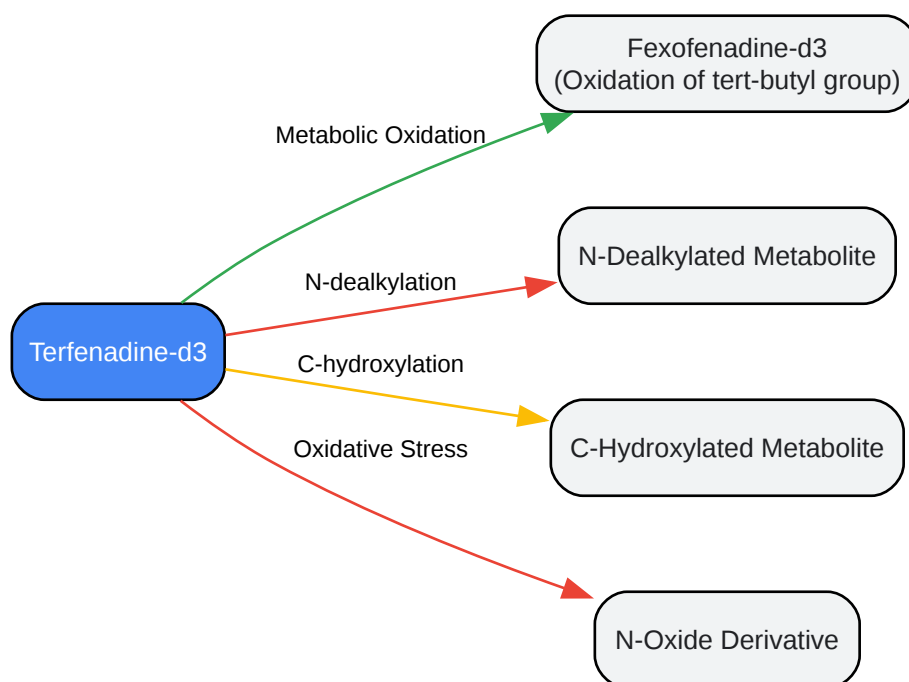 Fexofenadine-d3
(Oxidation of tert-butyl group)
Metabolic Oxidation
N-Dealkylated Metabolite
N-dealkylation
Terfenadine-d3
C-hydroxylation
C-Hydroxylated Metabolite
Oxidative Stress
N-Oxide Derivative